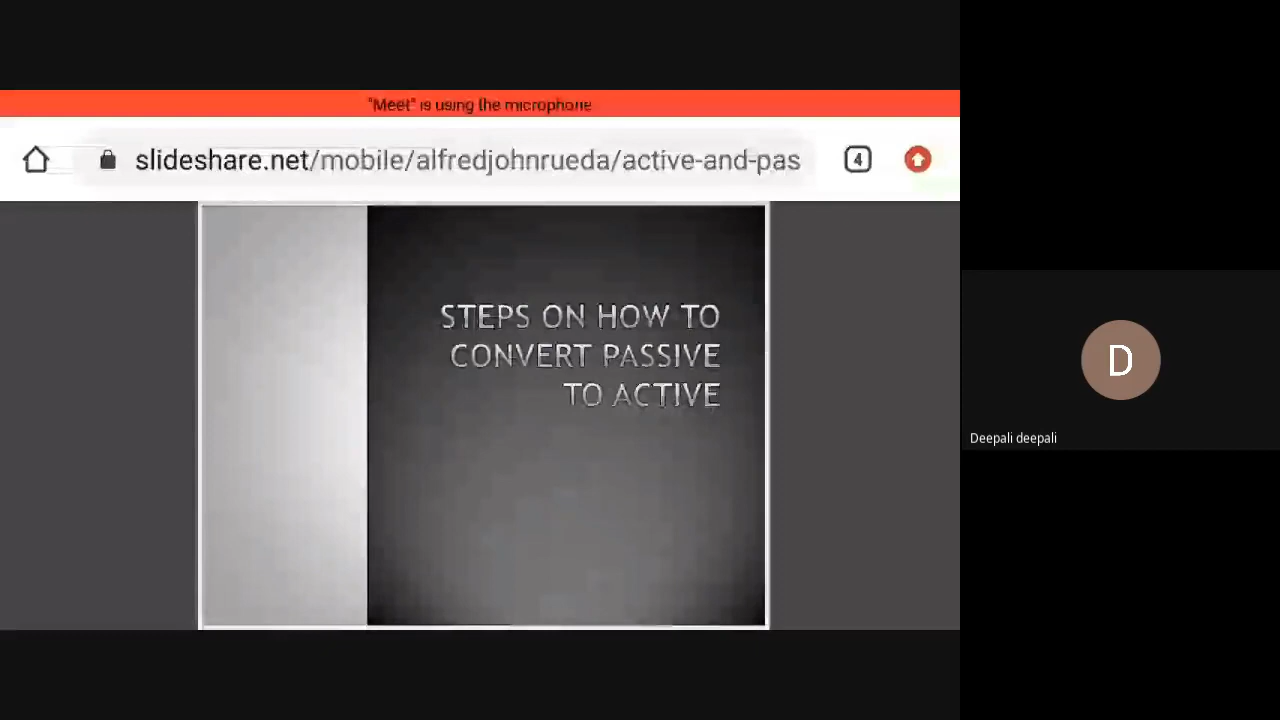 "Meet" is using the microphone
slideshare.net/mobile/alfredjohnrueda/active-and-pas
4
STEPS ON HOW TO
CONVERT PASSIVE
TO ACTIVE
D
Deepali deepali